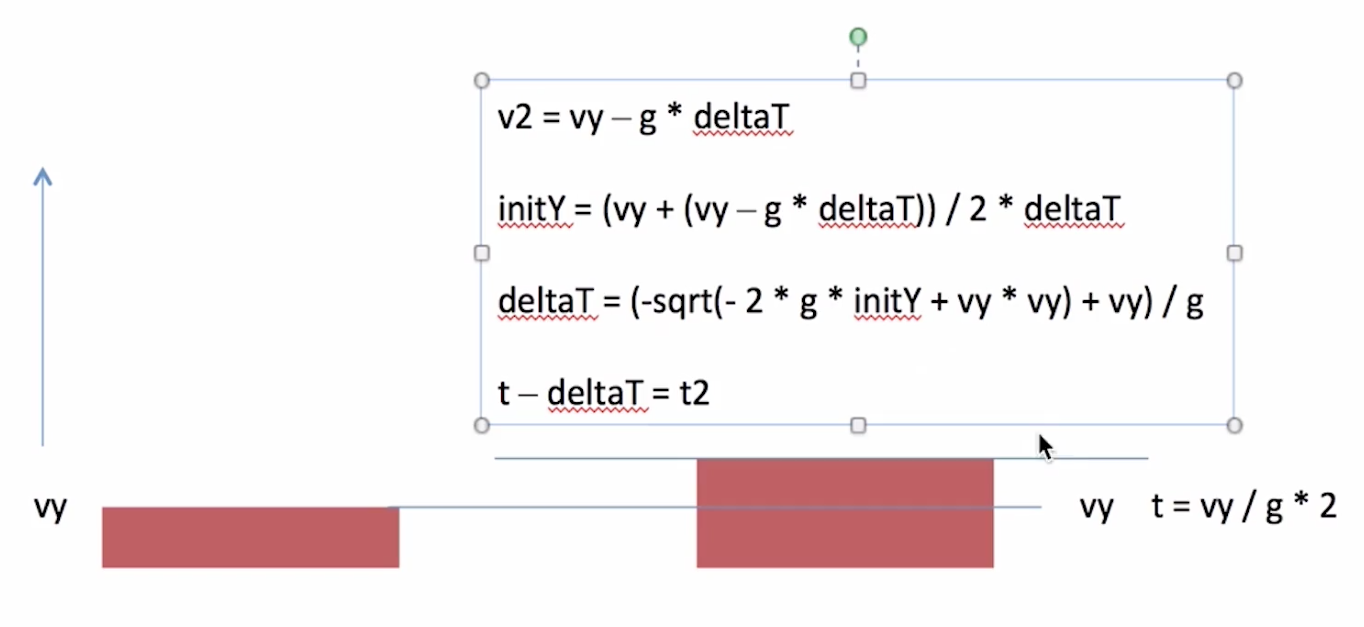 v2 = vy – g * deltaT
initY = (vy + (vy – g * deltaT)) / 2 * deltaT
deltaT = (-sqrt(- 2 * g * initY + vy * vy) + vy) / g
t – deltaT = t2
vy
vy t = vy / g * 2